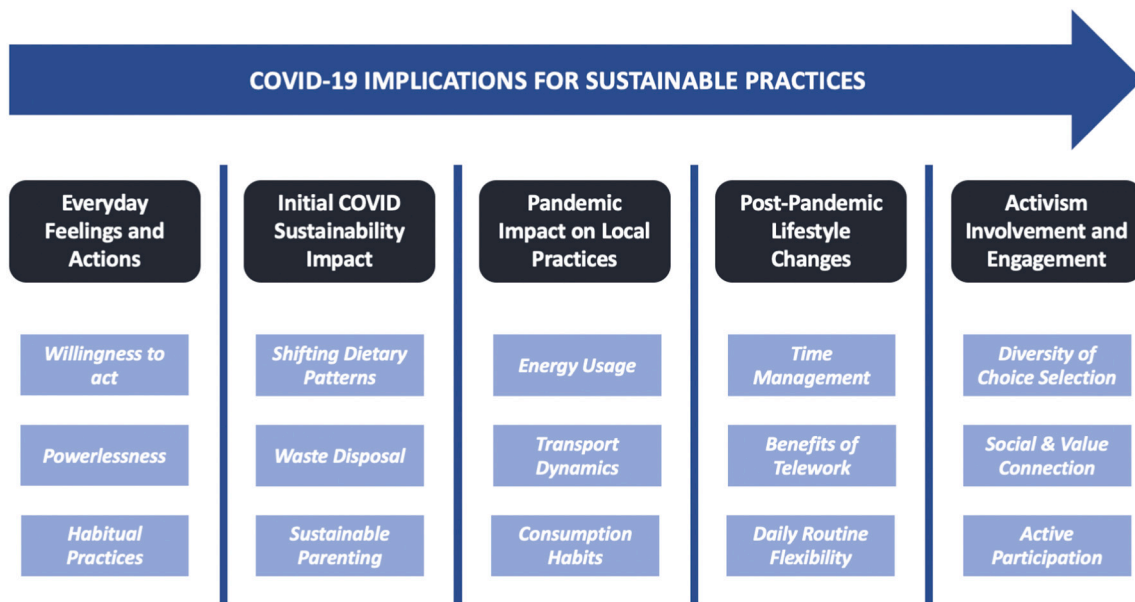 COVID-19 IMPLICATIONS FOR SUSTAINABLE PRACTICES
Everyday
Feelings and
Actions
Willingness to
act
Powerlessness
Habitual
Practices
Initial COVID
Sustainability
Impact
Shifting Dietary
Patterns
Waste Disposal
Sustainable
Parenting
Pandemic
Impact on Local
Practices
Energy Usage
Transport
Dynamics
Consumption
Habits
Post-Pandemic
Lifestyle
Changes
Time
Management
Benefits of
Telework
Daily Routine
Flexibility
Activism
Involvement and
Engagement
Diversity of
Choice Selection
Social & Value
Connection
Active
Participation